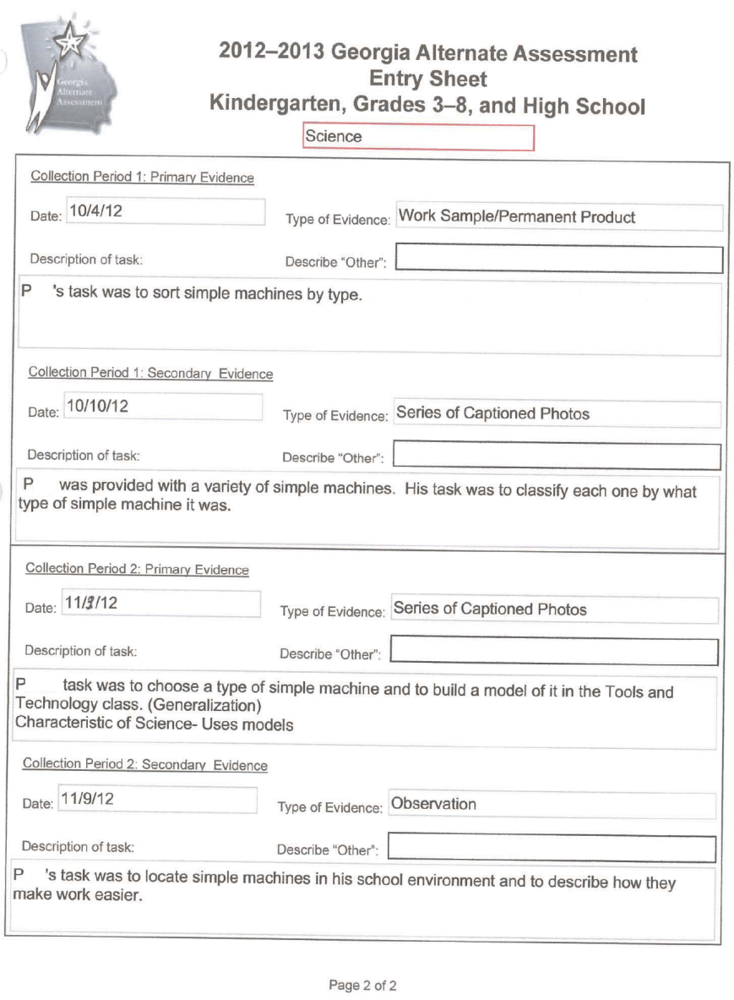 Georgia
Alternate
Assessment
2012–2013 Georgia Alternate Assessment
Entry Sheet
Kindergarten, Grades 3–8, and High School
Science
Collection Period 1: Primary Evidence
Date: 10/4/12 Type of Evidence: Work Sample/Permanent Product
Description of task: Describe "Other":
P 's task was to sort simple machines by type.
Collection Period 1: Secondary Evidence
Date: 10/10/12 Type of Evidence: Series of Captioned Photos
Description of task: Describe "Other":
P was provided with a variety of simple machines. His task was to classify each one by what
type of simple machine it was.
Collection Period 2: Primary Evidence
Date: 11/ /12 Type of Evidence: Series of Captioned Photos
Description of task: Describe "Other":
P task was to choose a type of simple machine and to build a model of it in the Tools and
Technology class. (Generalization)
Characteristic of Science- Uses models
Collection Period 2: Secondary Evidence
Date: 11/9/12 Type of Evidence: Observation
Description of task: Describe "Other":
P 's task was to locate simple machines in his school environment and to describe how they
make work easier.
Page 2 of 2